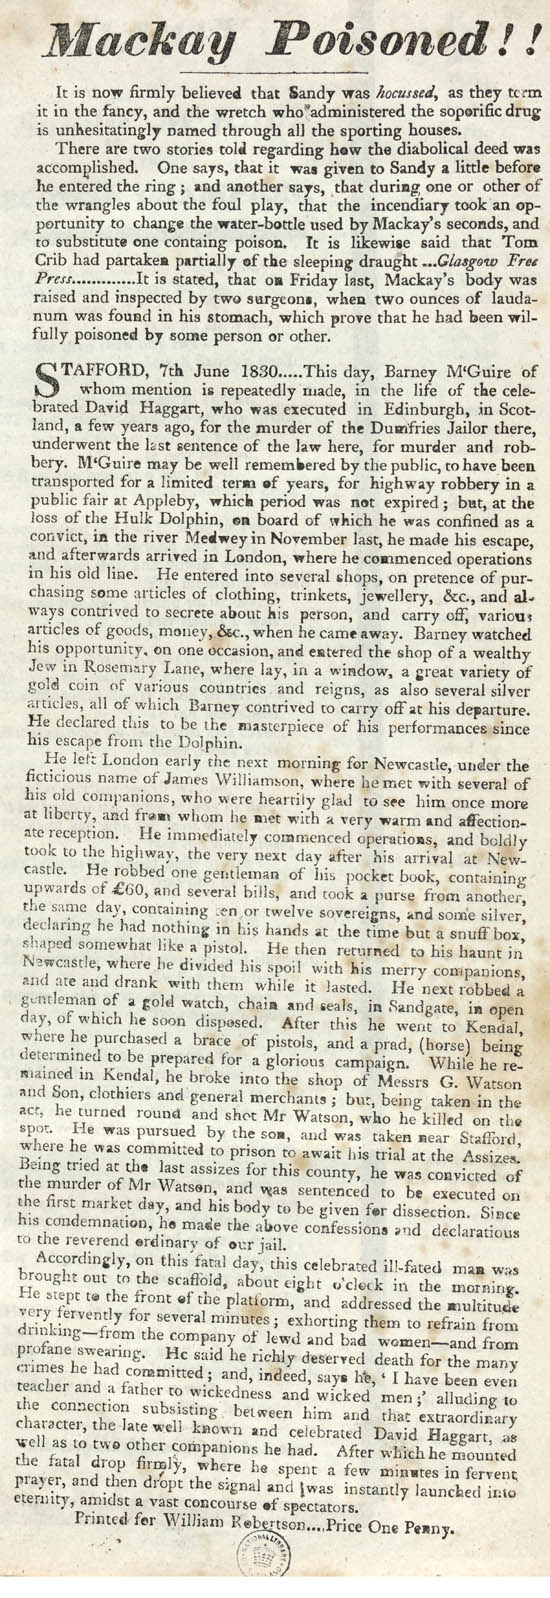 Mackay Poisoned!!
It is now firmly believed that Sandy was hocussed, as they term
it in the fancy, and the wretch who administered the soporific drug
is unhesitatingly named through all the sporting houses.
There are two stories told regarding how the diabolical deed was
accomplished. One says, that it was given to Sandy a little before
he entered the ring; and another says, that during one or other of
the wrangles about the foul play, that the incendiary took an op-
portunity to change the water-bottle used by Mackay's seconds, and
to substitute one containg poison. It is likewise said that Tom
Crib had partaken partially of the sleeping draught...Glasgow Free
Press.............It is stated, that on Friday last, Mackay's body was
raised and inspected by two surgeons, when two ounces of lauda-
num was found in his stomach, which prove that he had been wil-
fully poisoned by some person or other.
STAFFORD, 7th June 1830.....This day, Barney M'Guire of
whom mention is repeatedly made, in the life of the cele-
brated David Haggart, who was executed in Edinburgh, in Scot-
land, a few years ago, for the murder of the Dumfries Jailor there,
underwent the last sentence of the law here, for murder and rob-
bery. M'Guire may be well remembered by the public, to have been
transported for a limited term of years, for highway robbery in a
public fair at Appleby, which period was not expired; but, at the
loss of the Hulk Dolphin, on board of which he was confined as a
convict, in the river Medwey in November last, he made his escape,
and afterwards arrived in London, where he commenced operations
in his old line. He entered into several shops, on pretence of pur-
chasing some articles of clothing, trinkets, jewellery, &c., and al-
ways contrived to secrete about his person, and carry off, various
articles of goods, money, &c., when he came away. Barney watched
his opportunity, on one occasion, and entered the shop of a wealthy
Jew in Rosemary Lane, where lay, in a window, a great variety of
gold coin of various countries and reigns, as also several silver
articles, all of which Barney contrived to carry off at his departure.
He declared this to be the masterpiece of his performances since
his escape from the Dolphin.
He left London early the next morning for Newcastle, under the
ficticious name of James Williamson, where he met with several of
his old companions, who were heartily glad to see him once more
at liberty, and from whom he met with a very warm and affection-
ate reception. He immediately commenced operations, and boldly
took to the highway, the very next day after his arrival at New-
castle. He robbed one gentleman of his pocket book, containing
upwards of £60, and several bills, and took a purse from another,
the same day, containing ten or twelve sovereigns, and some silver,
declaring he had nothing in his hands at the time but a snuff box,
shaped somewhat like a pistol. He then returned to his haunt in
Newcastle, where he divided his spoil with his merry companions,
and ate and drank with them while it lasted. He next robbed a
gentleman of a gold watch, chain and seals, in Sandgate, in open
day, of which he soon disposed. After this he went to Kendal,
where he purchased a brace of pistols, and a prad, (horse) being
determined to be prepared for a glorious campaign. While he re-
mained in Kendal, he broke into the shop of Messrs G. Watson
and Son, clothiers and general merchants; but, being taken in the
act, he turned round and shot Mr Watson, who he killed on the
spot. He was pursued by the son, and was taken near Stafford,
where he was committed to prison to await his trial at the Assizes.
Being tried at the last assizes for this county, he was convicted of
the murder of Mr Watson, and was sentenced to be executed on
the first market day, and his body to be given for dissection. Since
his condemnation, he made the above confessions and declaratious
to the reverend ordinary of our jail.
Accordingly, on this fatal day, this celebrated ill-fated man was
brought out to the scaffold, about eight o'clock in the morning.
He stept to the front of the platform, and addressed the multitude
very fervently for several minutes; exhorting them to refrain from
drinking—from the company of lewd and bad women—and from
profane swearing. He said he richly deserved death for the many
crimes he had committed; and, indeed, says he, ' I have been even
teacher and a father to wickedness and wicked men;' alluding to
the connection subsisting between him and that extraordinary
character, the late well known and celebrated David Haggart, as
well as to two other companions he had. After which he mounted
the fatal drop firmly, where he spent a few minutes in fervent
prayer, and then dropt the signal and was instantly launched into
eternity, amidst a vast concourse of spectators.
Printed for William Robertson....Price One Penny.